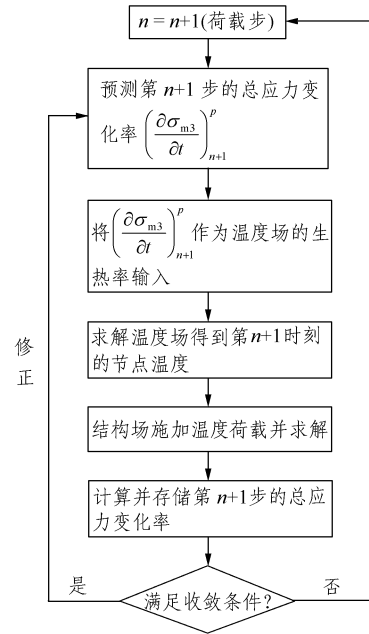 n = n+1(荷载步)
预测第 n+1 步的总应力变
化率 (∂σm3/∂t)^p_{n+1}
将(∂σm3/∂t)^p_{n+1}作为温度场的生
热率输入
求解温度场得到第n+1时刻
的节点温度
结构场施加温度荷载并求解
计算并存储第 n+1步的总应
力变化率
满足收敛条件?
是
否
修
正